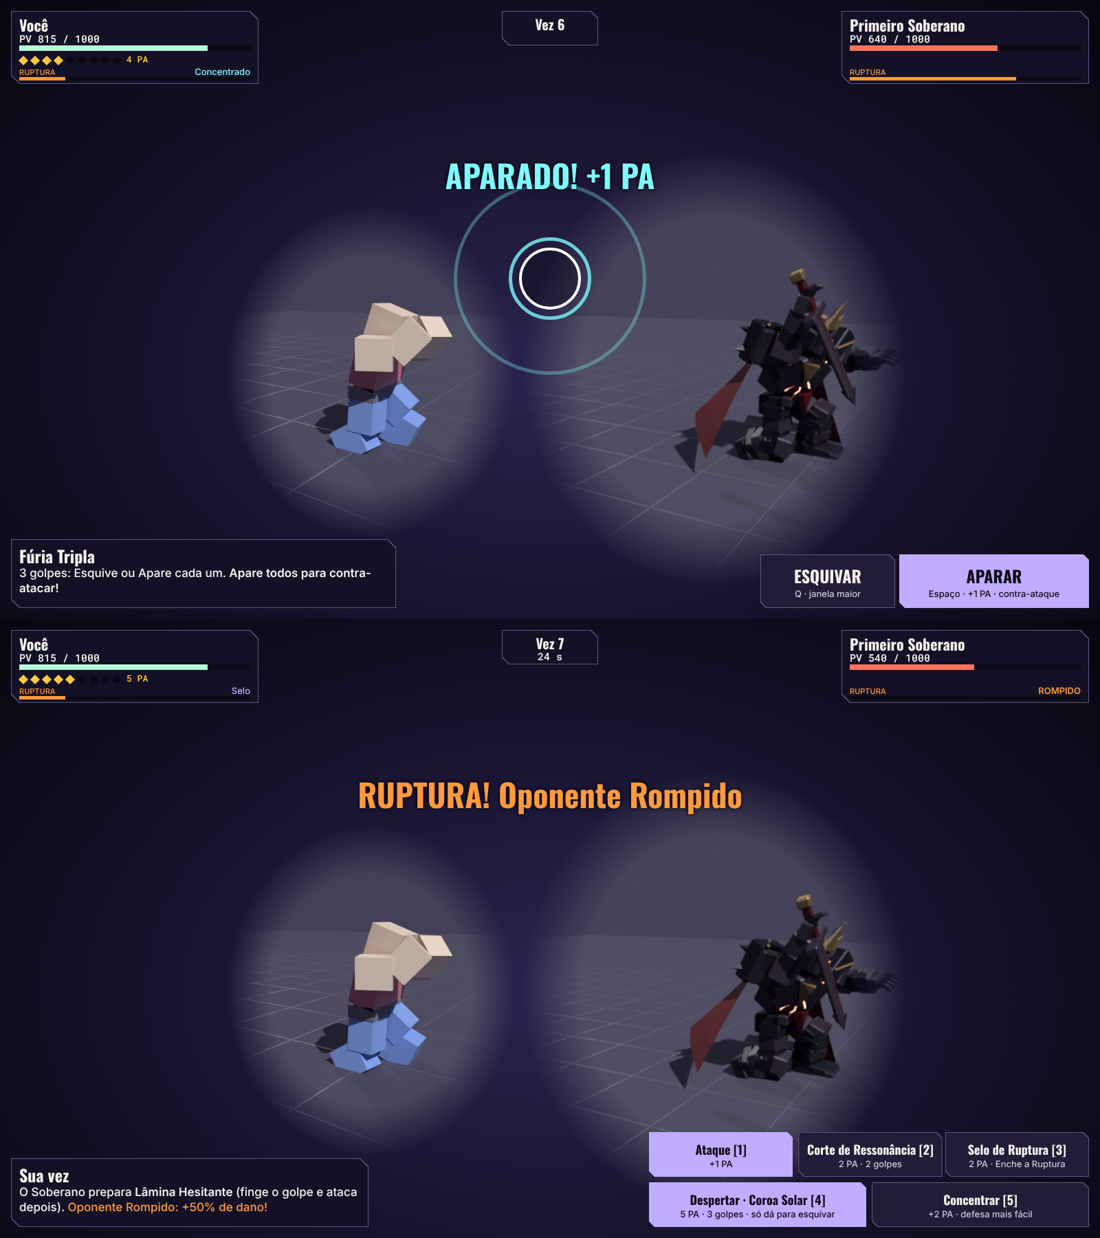 Você
PV 815 / 1000
4 PA
RUPTURA
Concentrado
Vez 6
Primeiro Soberano
PV 640 / 1000
RUPTURA
APARADO! +1 PA
Fúria Tripla
3 golpes: Esquive ou Apare cada um. Apare todos para contra-
atacar!
ESQUIVAR
Q · janela maior
APARAR
Espaço · +1 PA · contra-ataque
Você
PV 815 / 1000
5 PA
RUPTURA
Selo
Vez 7
24 s
Primeiro Soberano
PV 540 / 1000
RUPTURA
ROMPIDO
RUPTURA! Oponente Rompido
Sua vez
O Soberano prepara Lâmina Hesitante (finge o golpe e ataca
depois). Oponente Rompido: +50% de dano!
Ataque [1]
+1 PA
Corte de Ressonância [2]
2 PA · 2 golpes
Selo de Ruptura [3]
2 PA · Enche a Ruptura
Despertar · Coroa Solar [4]
5 PA · 3 golpes · só dá para esquivar
Concentrar [5]
+2 PA · defesa mais fácil